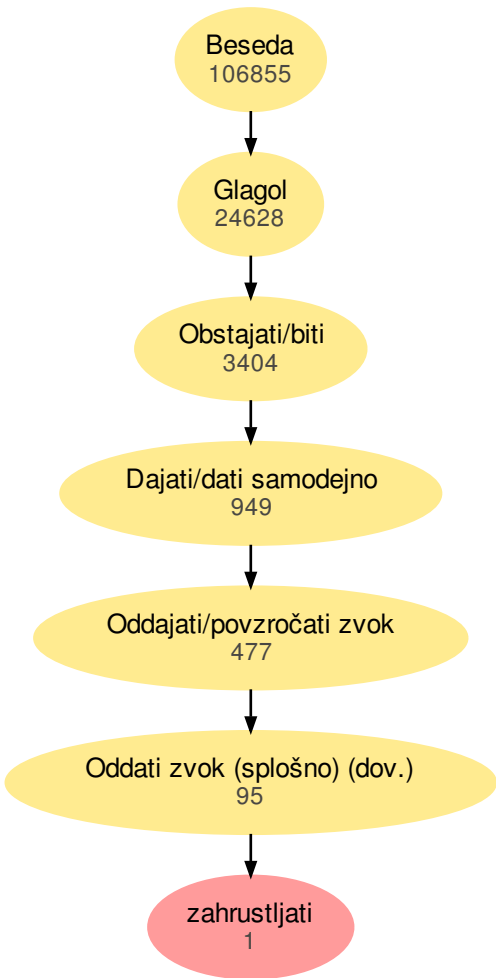 Beseda
106855
Glagol
24628
Obstajati/biti
3404
Dajati/dati samodejno
949
Oddajati/povzročati zvok
477
Oddati zvok (splošno) (dov.)
95
zahrustljati
1